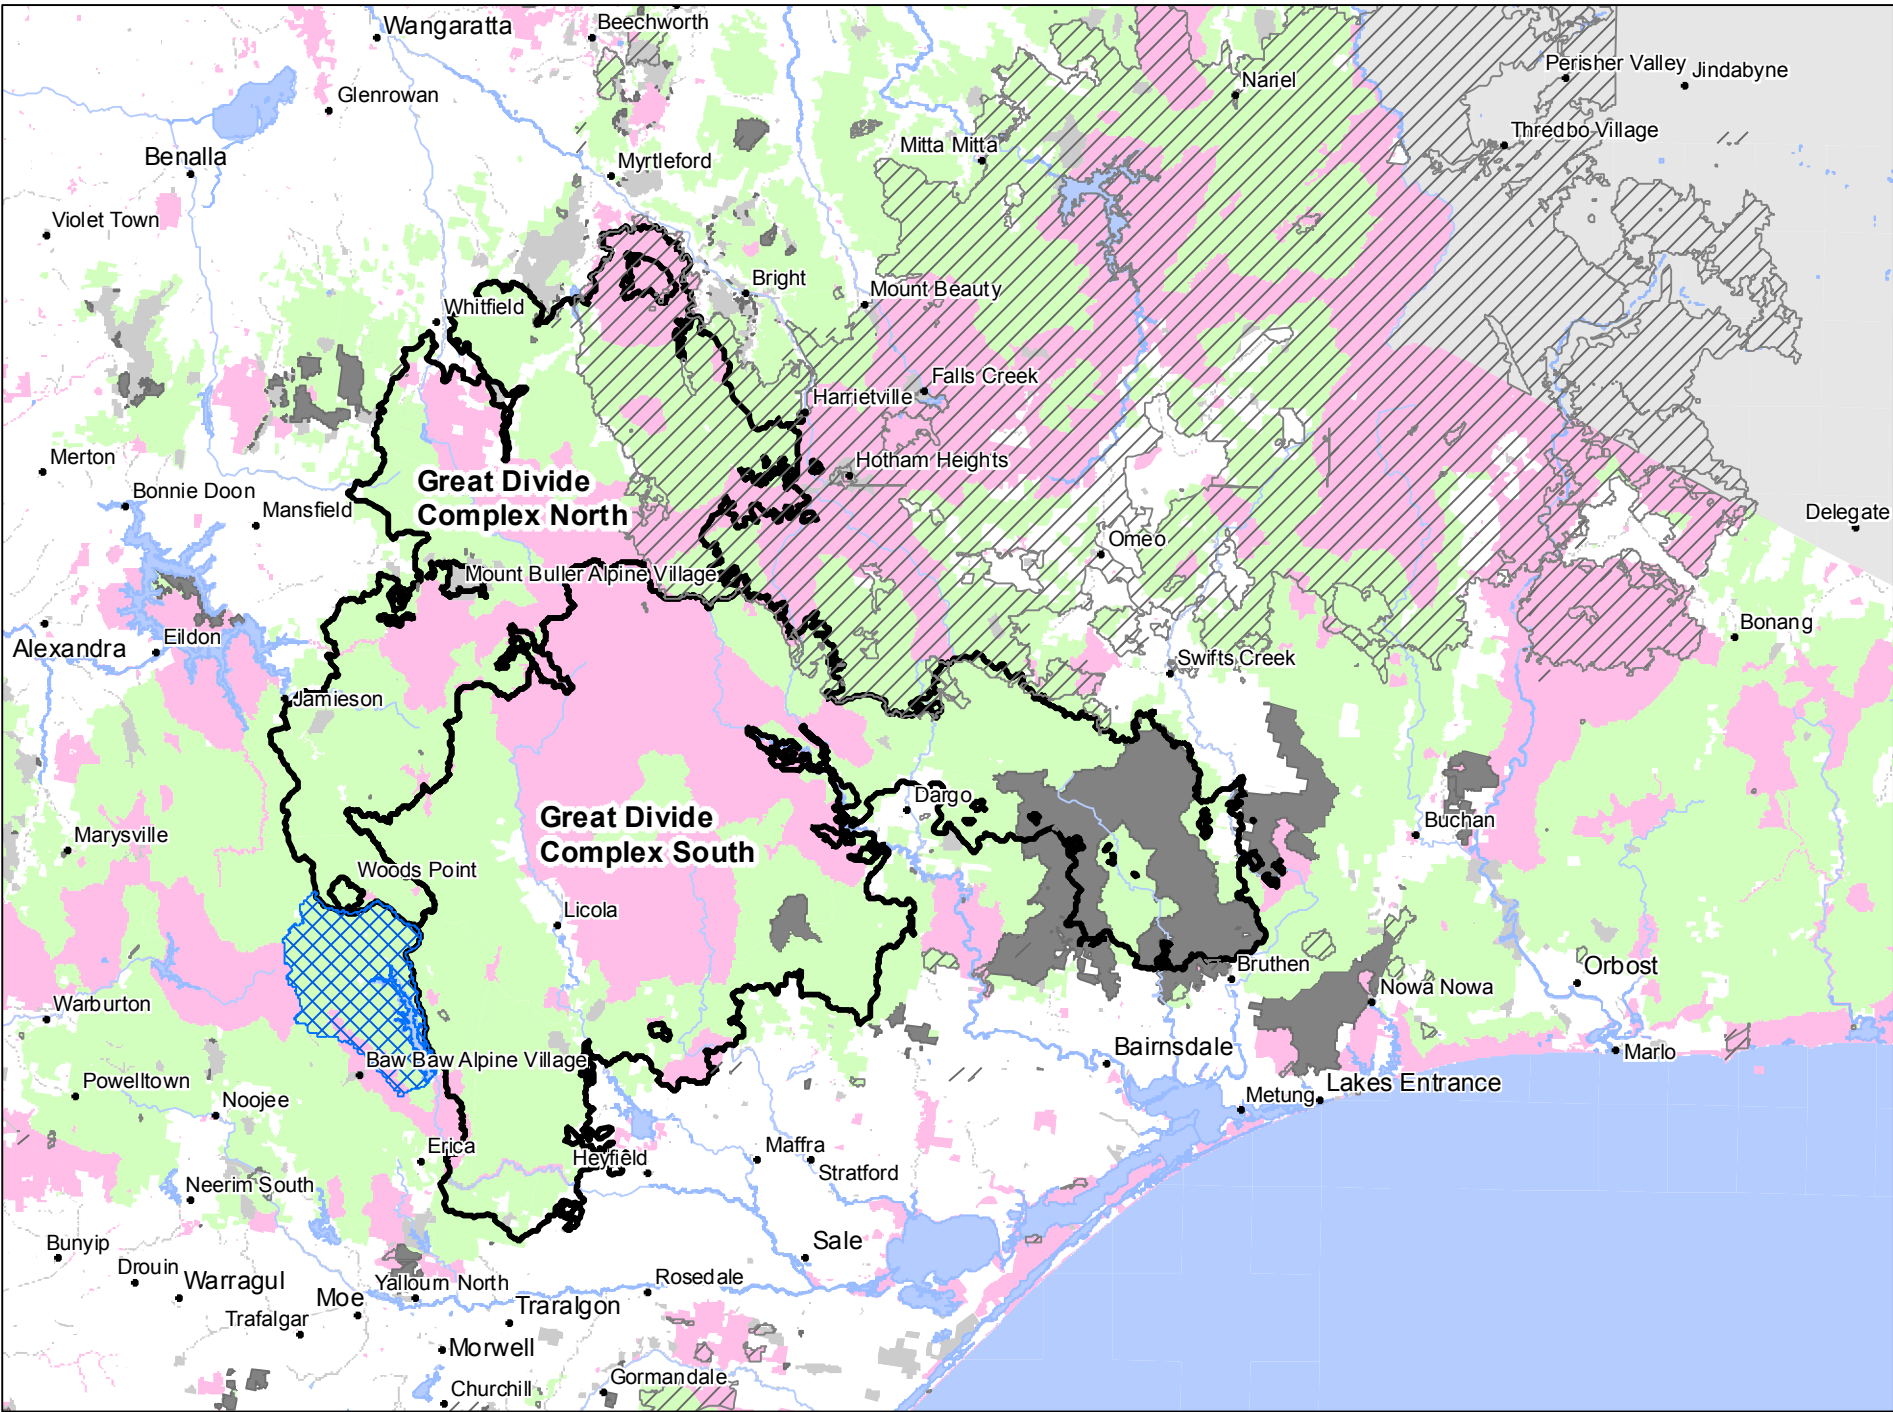 Wangaratta
Beechworth
Perisher Valley
Jindabyne
Nariel
Glenrowan
Thredbo Village
Mitta Mitta
Benalla
Myrtleford
Violet Town
Bright
Mount Beauty
Whitfield
Falls Creek
Harrietville
Merton
Hotham Heights
Great Divide
Complex North
Bonnie Doon
Mansfield
Delegate
Omeo
Mount Buller Alpine Village
Bonang
Eildon
Alexandra
Swifts Creek
Jamieson
Dargo
Great Divide
Complex South
Buchan
Marysville
Woods Point
Licola
Bruthen
Orbost
Nowa Nowa
Warburton
Bairnsdale
Marlo
Baw Baw Alpine Village
Powelltown
Lakes Entrance
Metung
Noojee
Erica
Maffra
Heyfield
Stratford
Neerim South
Sale
Bunyip
Drouin
Warragul
Yallourn North
Rosedale
Moe
Traralgon
Trafalgar
Morwell
Gormandale
Churchill